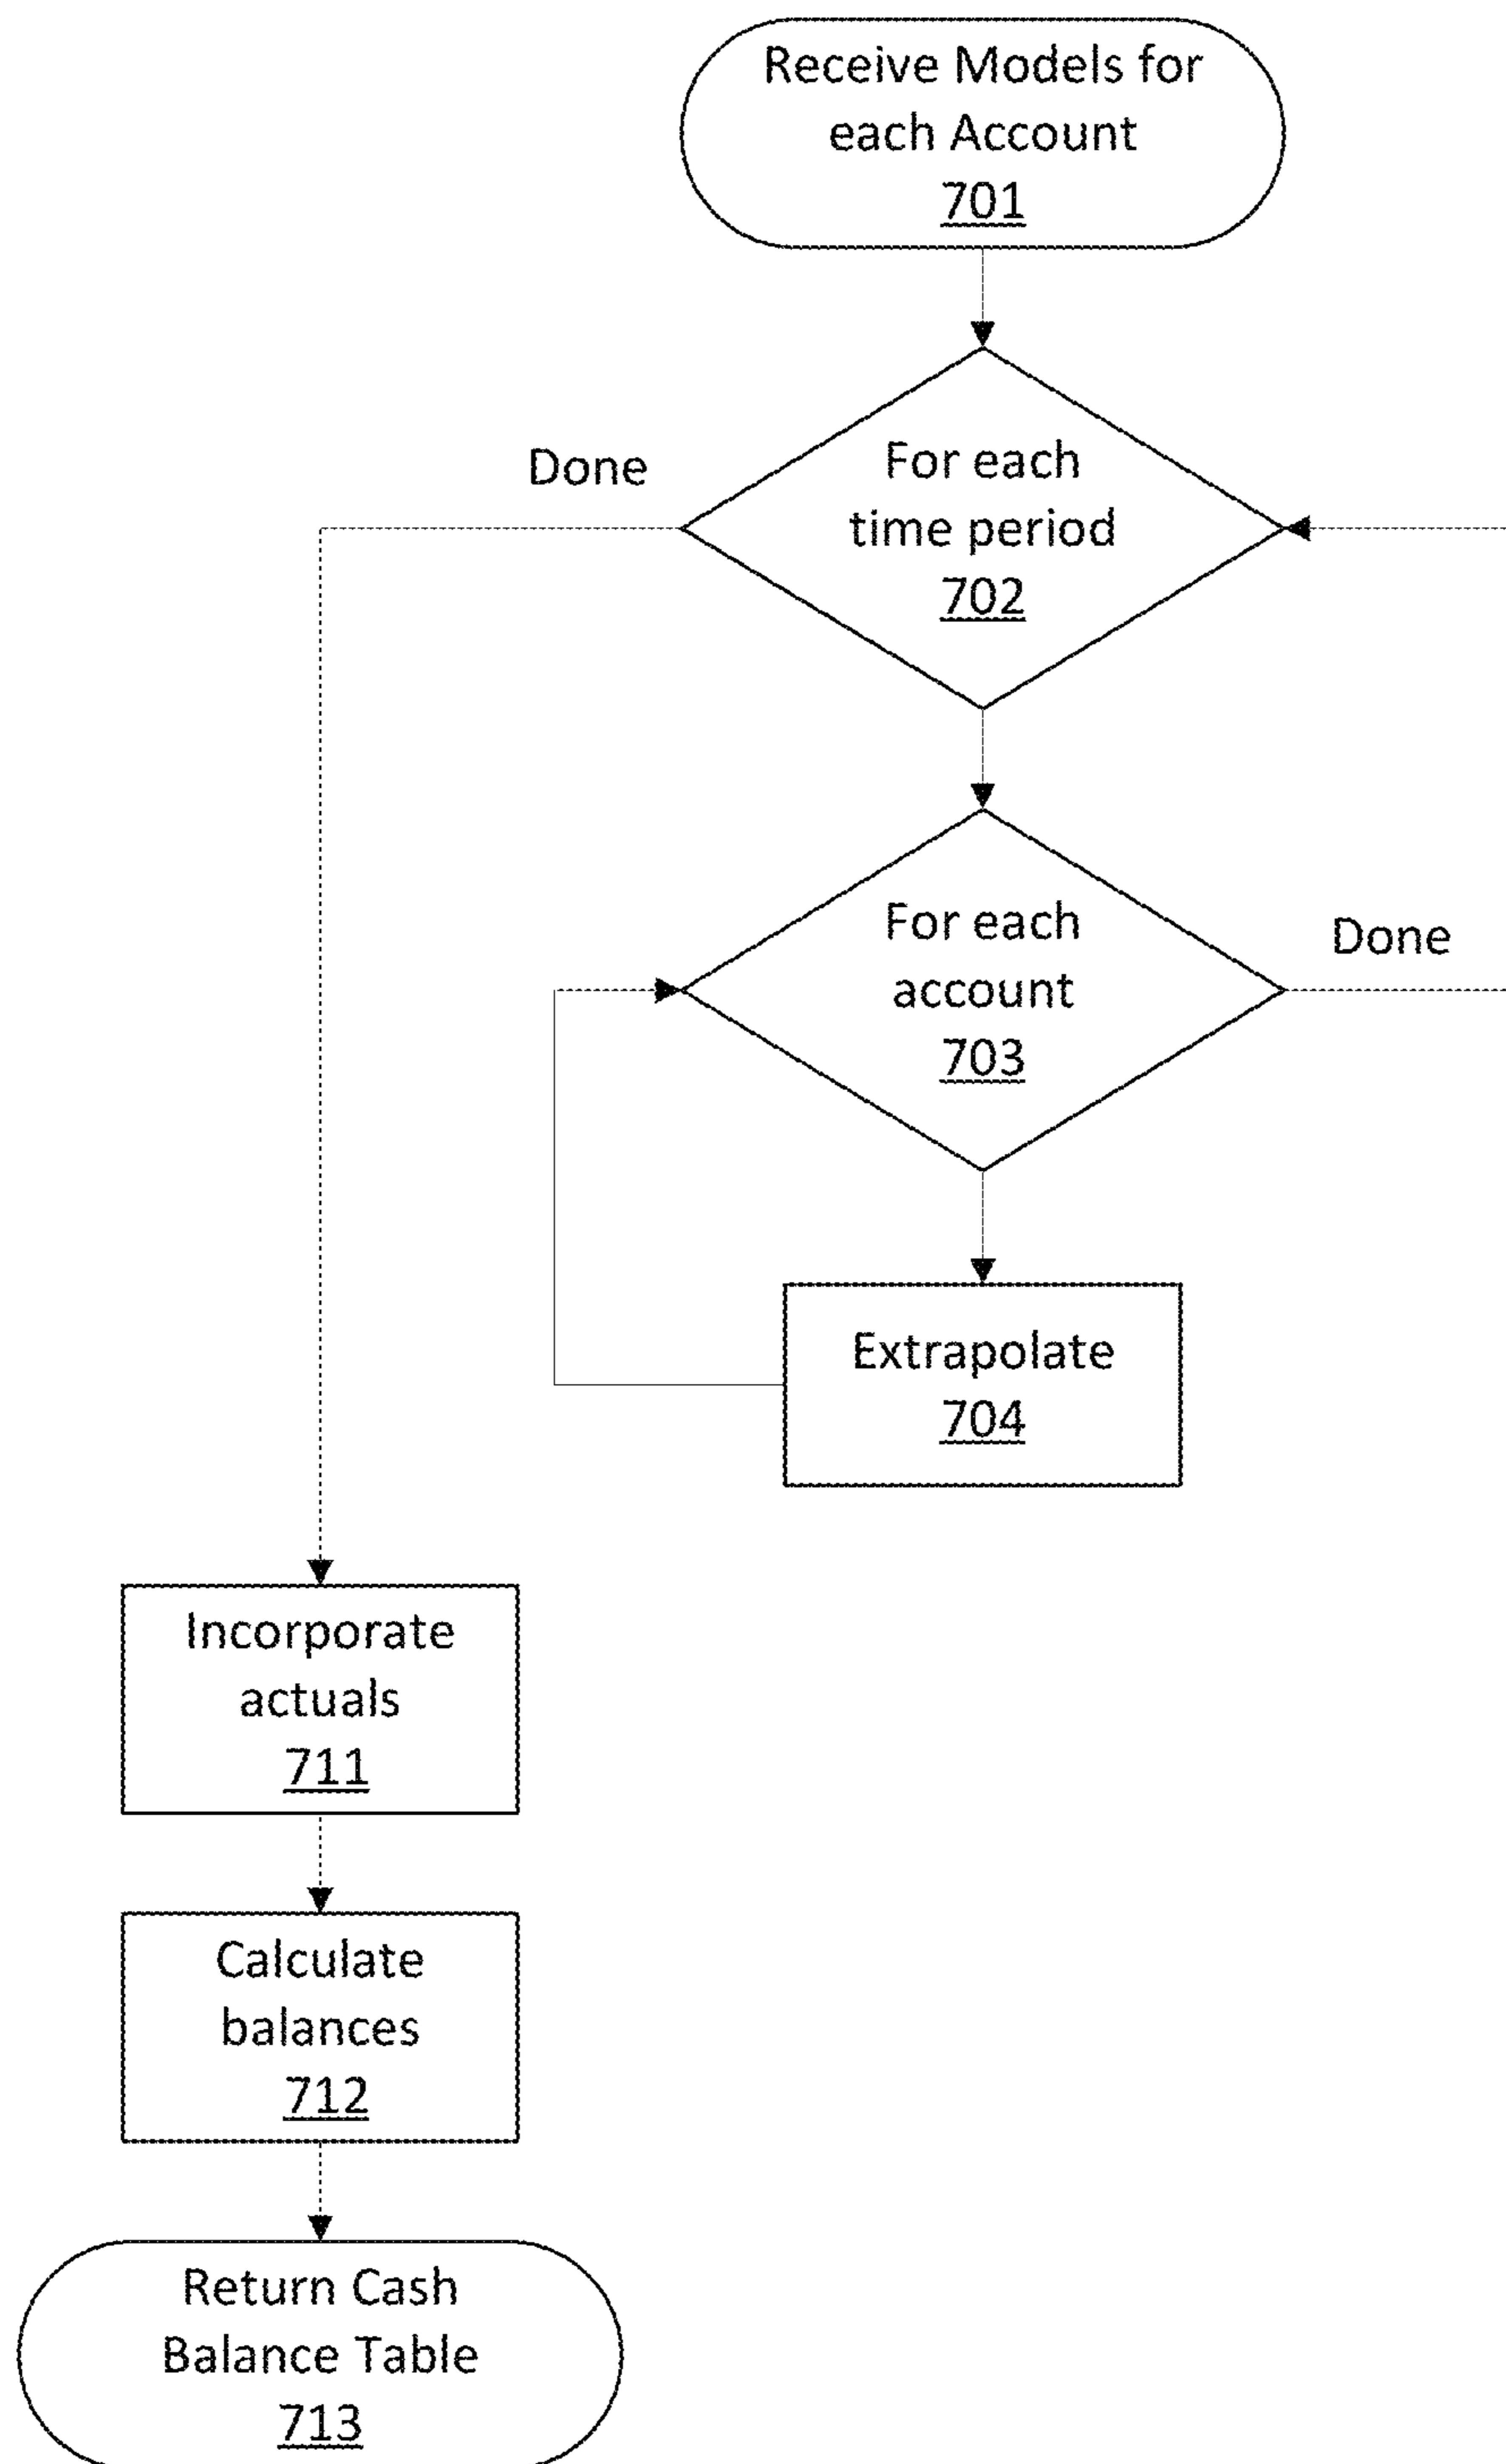 Receive Models for
each Account
701
Done
For each
time period
702
For each
account
703
Done
Extrapolate
704
Incorporate
actuals
711
Calculate
balances
712
Return Cash
Balance Table
713